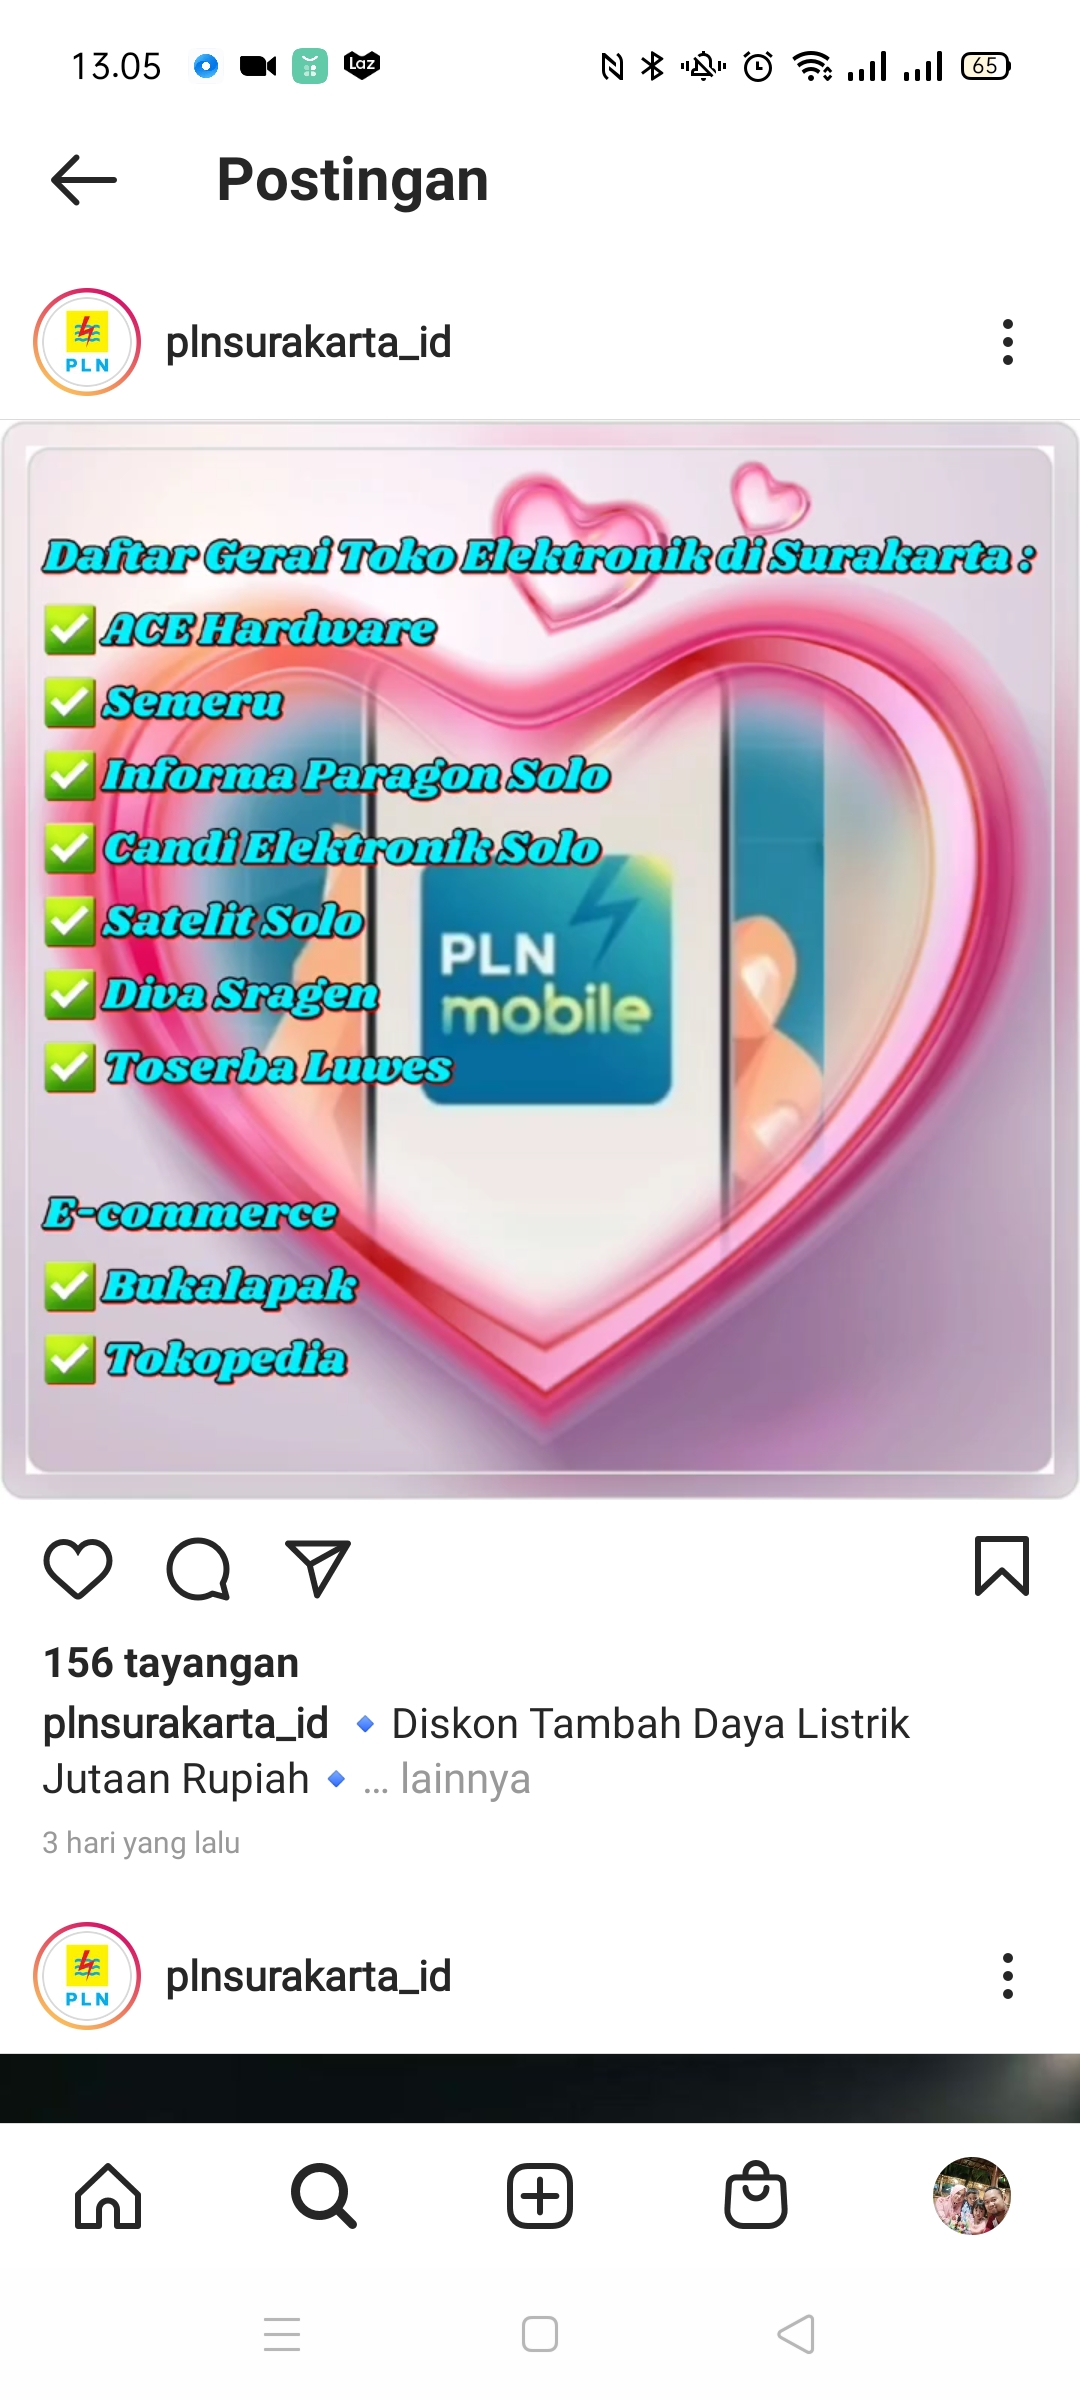 13.05
Laz
65
Postingan
PLN
plnsurakarta_id
Daftar Gerai Toko Elektronik di Surakarta :
✅ ACE Hardware
✅ Semeru
✅ Informa Paragon Solo
✅ Candi Elektronik Solo
✅ Satelit Solo
✅ Diva Sragen
✅ Toserba Luwes
PLN
mobile
E-commerce
✅ Bukalapak
✅ Tokopedia
156 tayangan
plnsurakarta_id 🔹 Diskon Tambah Daya Listrik
Jutaan Rupiah 🔹 ... lainnya
3 hari yang lalu
PLN
plnsurakarta_id